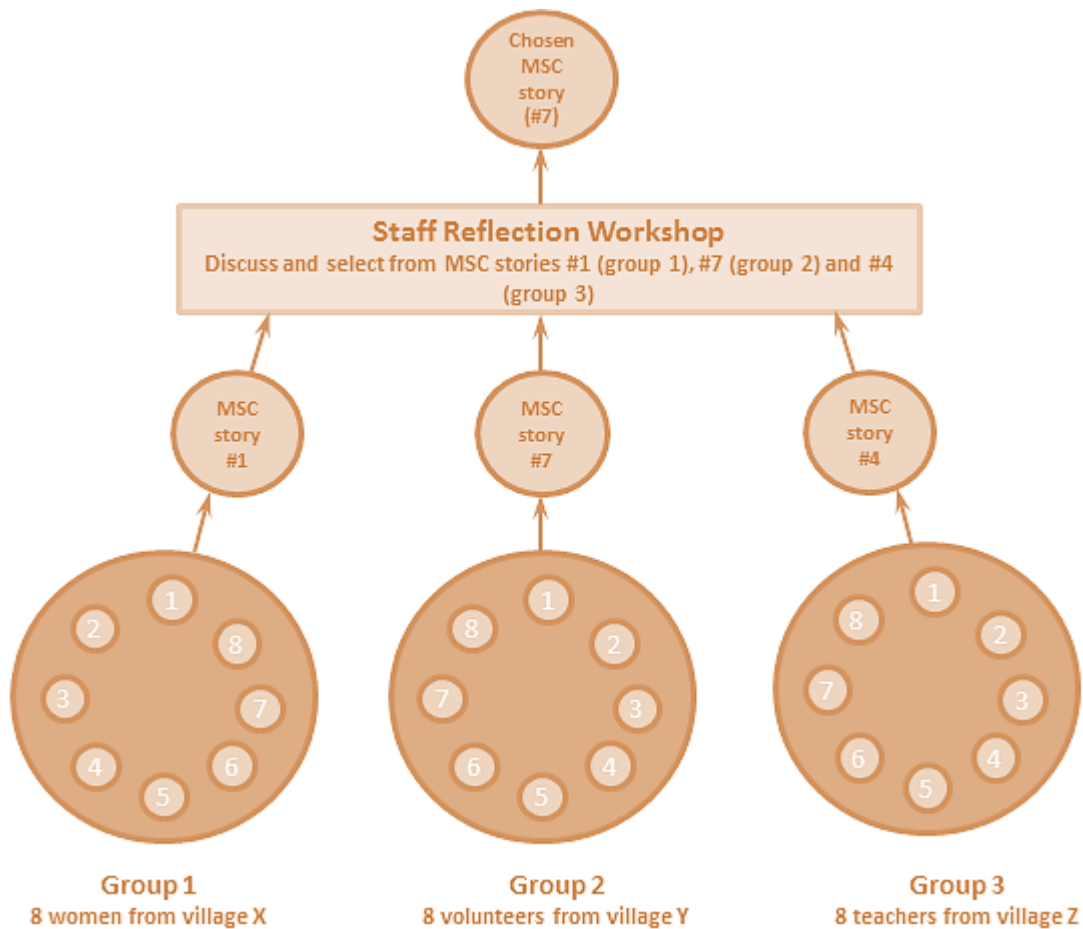 Chosen
MSC
story
(#7)
Staff Reflection Workshop
Discuss and select from MSC stories #1 (group 1), #7 (group 2) and #4
(group 3)
MSC
story
#1
MSC
story
#7
MSC
story
#4
1
2
8
3
7
4
6
5
1
8
2
7
3
6
4
5
1
8
2
7
3
6
4
5
Group 1
8 women from village X
Group 2
8 volunteers from village Y
Group 3
8 teachers from village Z